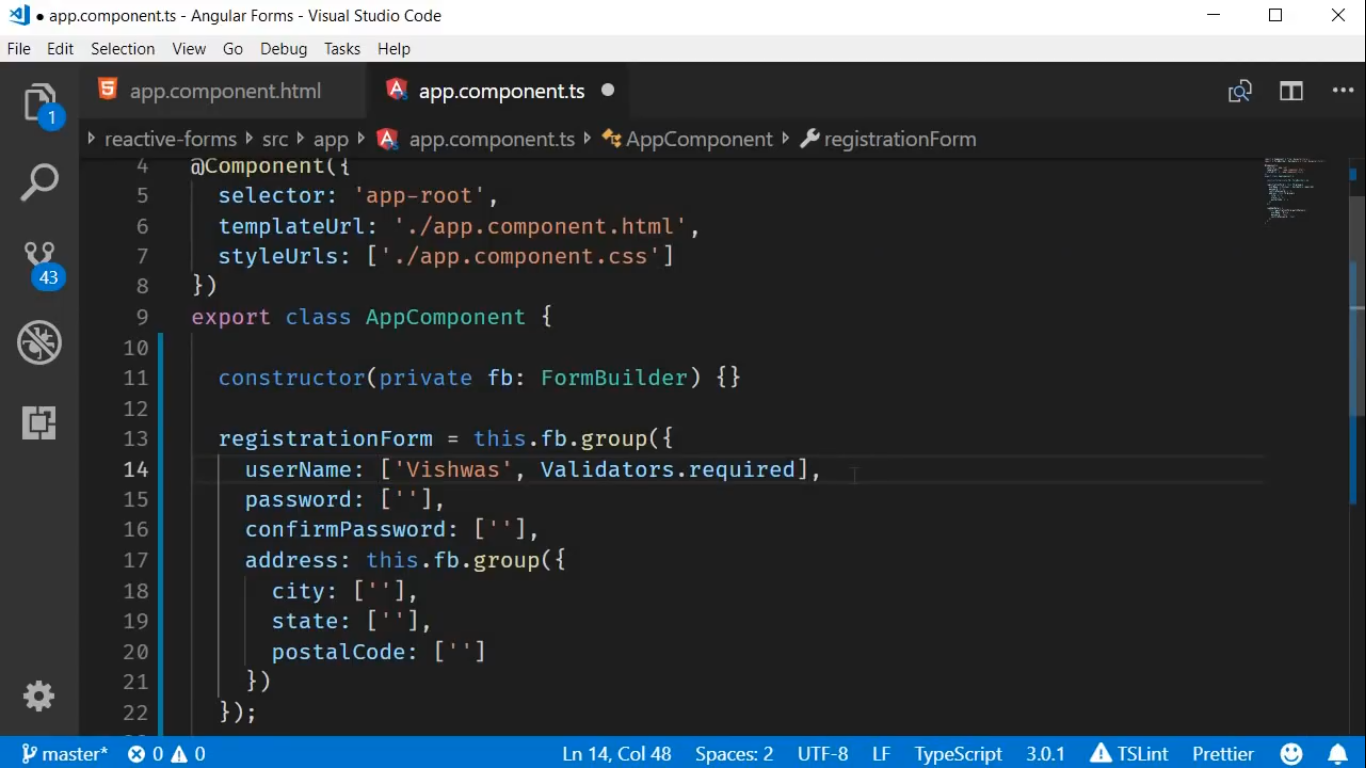 app.component.ts - Angular Forms - Visual Studio Code
File Edit Selection View Go Debug Tasks Help
1
app.component.html app.component.ts
reactive-forms src app app.component.ts AppComponent registrationForm
4 @Component({
5 selector: 'app-root',
6 templateUrl: './app.component.html',
7 styleUrls: ['./app.component.css']
8 })
43
9 export class AppComponent {
10
11 constructor(private fb: FormBuilder) {}
12
13 registrationForm = this.fb.group({
14 userName: ['Vishwas', Validators.required],
15 password: [''],
16 confirmPassword: [''],
17 address: this.fb.group({
18 city: [''],
19 state: [''],
20 postalCode: ['']
21 })
22 });
master* 0 0 Ln 14, Col 48 Spaces: 2 UTF-8 LF TypeScript 3.0.1 TSLint Prettier